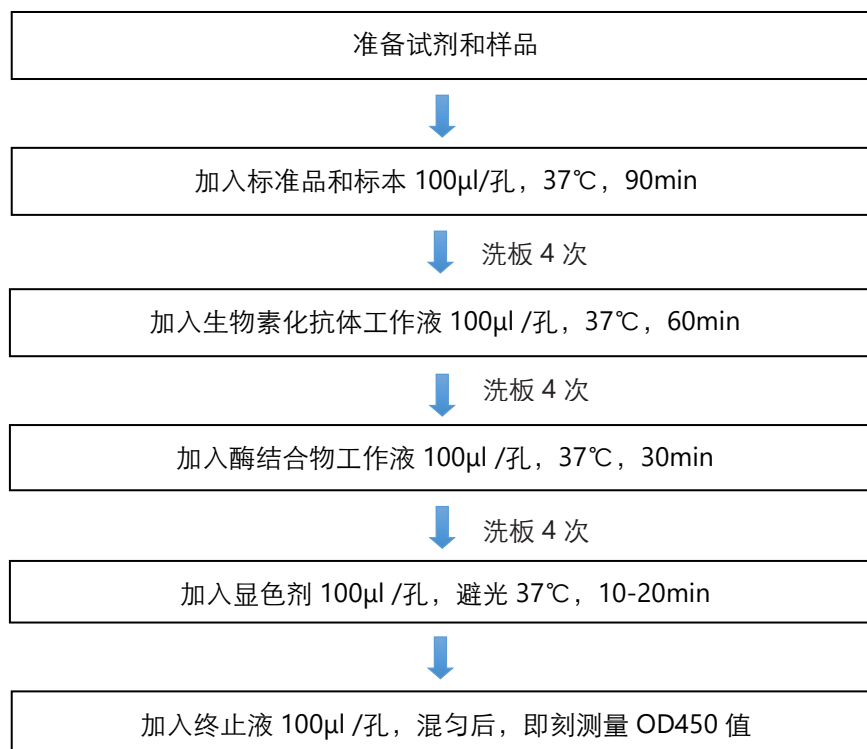 准备试剂和样品
加入标准品和标本 100μl/孔，37℃，90min
洗板 4 次
加入生物素化抗体工作液 100μl /孔，37℃，60min
洗板 4 次
加入酶结合物工作液 100μl /孔，37℃，30min
洗板 4 次
加入显色剂 100μl /孔，避光 37℃，10-20min
加入终止液 100μl /孔，混匀后，即刻测量 OD450 值